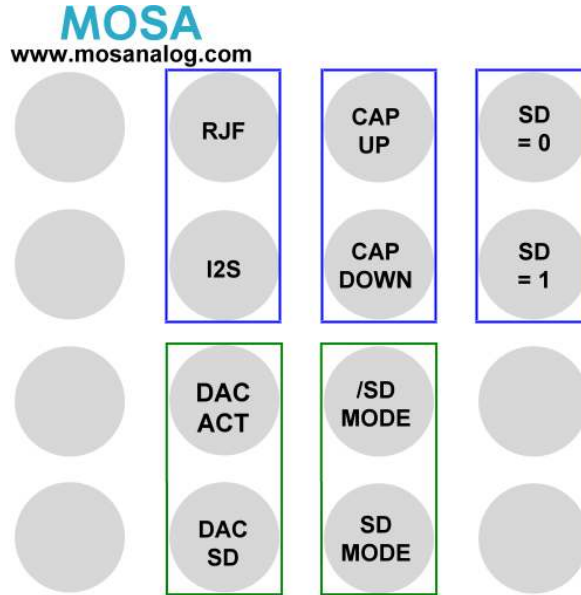 MOSA
www.mosanalog.com
RJF
CAP
UP
SD
= 0
I2S
CAP
DOWN
SD
= 1
DAC
ACT
/SD
MODE
DAC
SD
SD
MODE